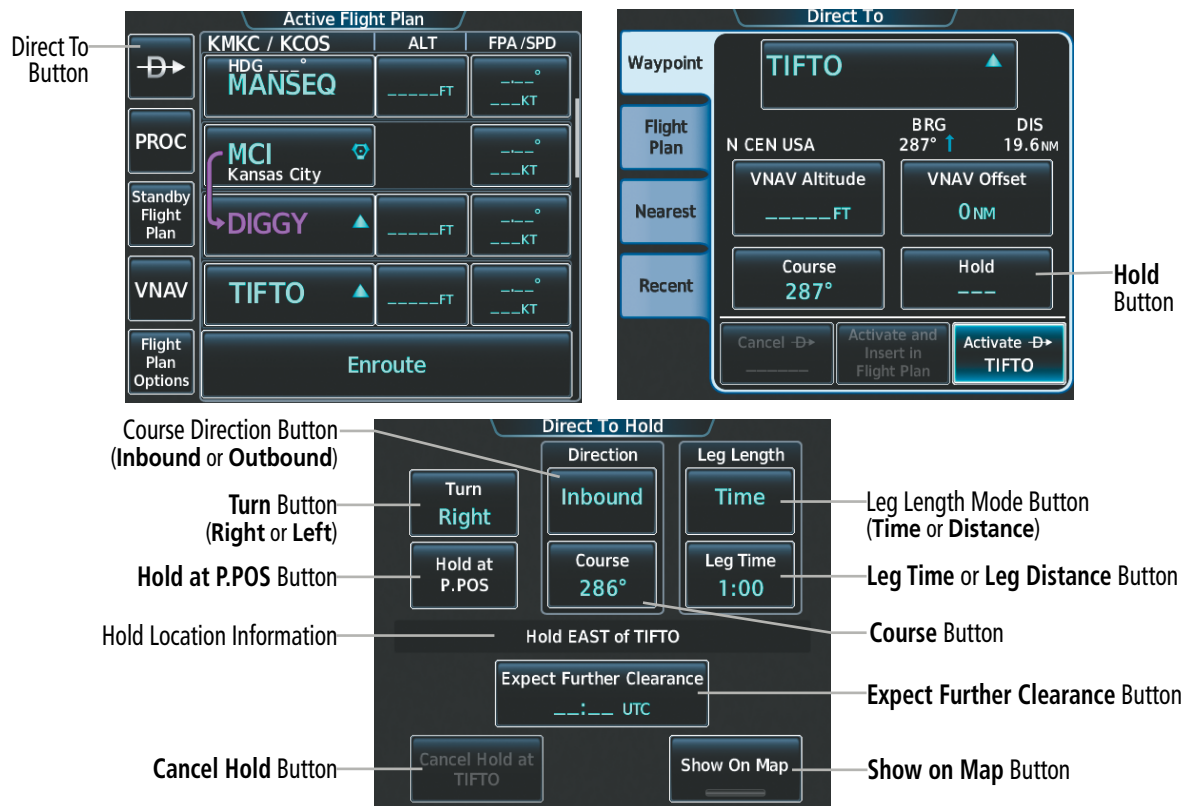 Active Flight Plan
Direct To
Button
KMKC / KCOS
ALT
FPA /SPD
HDG ___°
MANSEQ
_____FT
_.__°
___KT
PROC
MCI
Kansas City
_.__°
___KT
Standby
Flight
Plan
DIGGY
_____FT
_.__°
___KT
VNAV
TIFTO
_____FT
_.__°
___KT
Flight
Plan
Options
Enroute
Direct To
Waypoint
TIFTO
Flight
Plan
N CEN USA
BRG
287° ↑
DIS
19.6NM
Nearest
VNAV Altitude
_____FT
VNAV Offset
0NM
Recent
Course
287°
Hold
___
Hold
Button
Cancel D→
______
Activate and
Insert in
Flight Plan
Activate D→
TIFTO
Direct To Hold
Course Direction Button
(Inbound or Outbound)
Direction
Inbound
Leg Length
Time
Leg Length Mode Button
(Time or Distance)
Turn Button
(Right or Left)
Turn
Right
Hold at P.POS Button
Hold at
P.POS
Course
286°
Leg Time
1:00
Leg Time or Leg Distance Button
Hold Location Information
Hold EAST of TIFTO
Course Button
Expect Further Clearance
__:__ UTC
Expect Further Clearance Button
Cancel Hold Button
Cancel Hold at
TIFTO
Show On Map
Show on Map Button